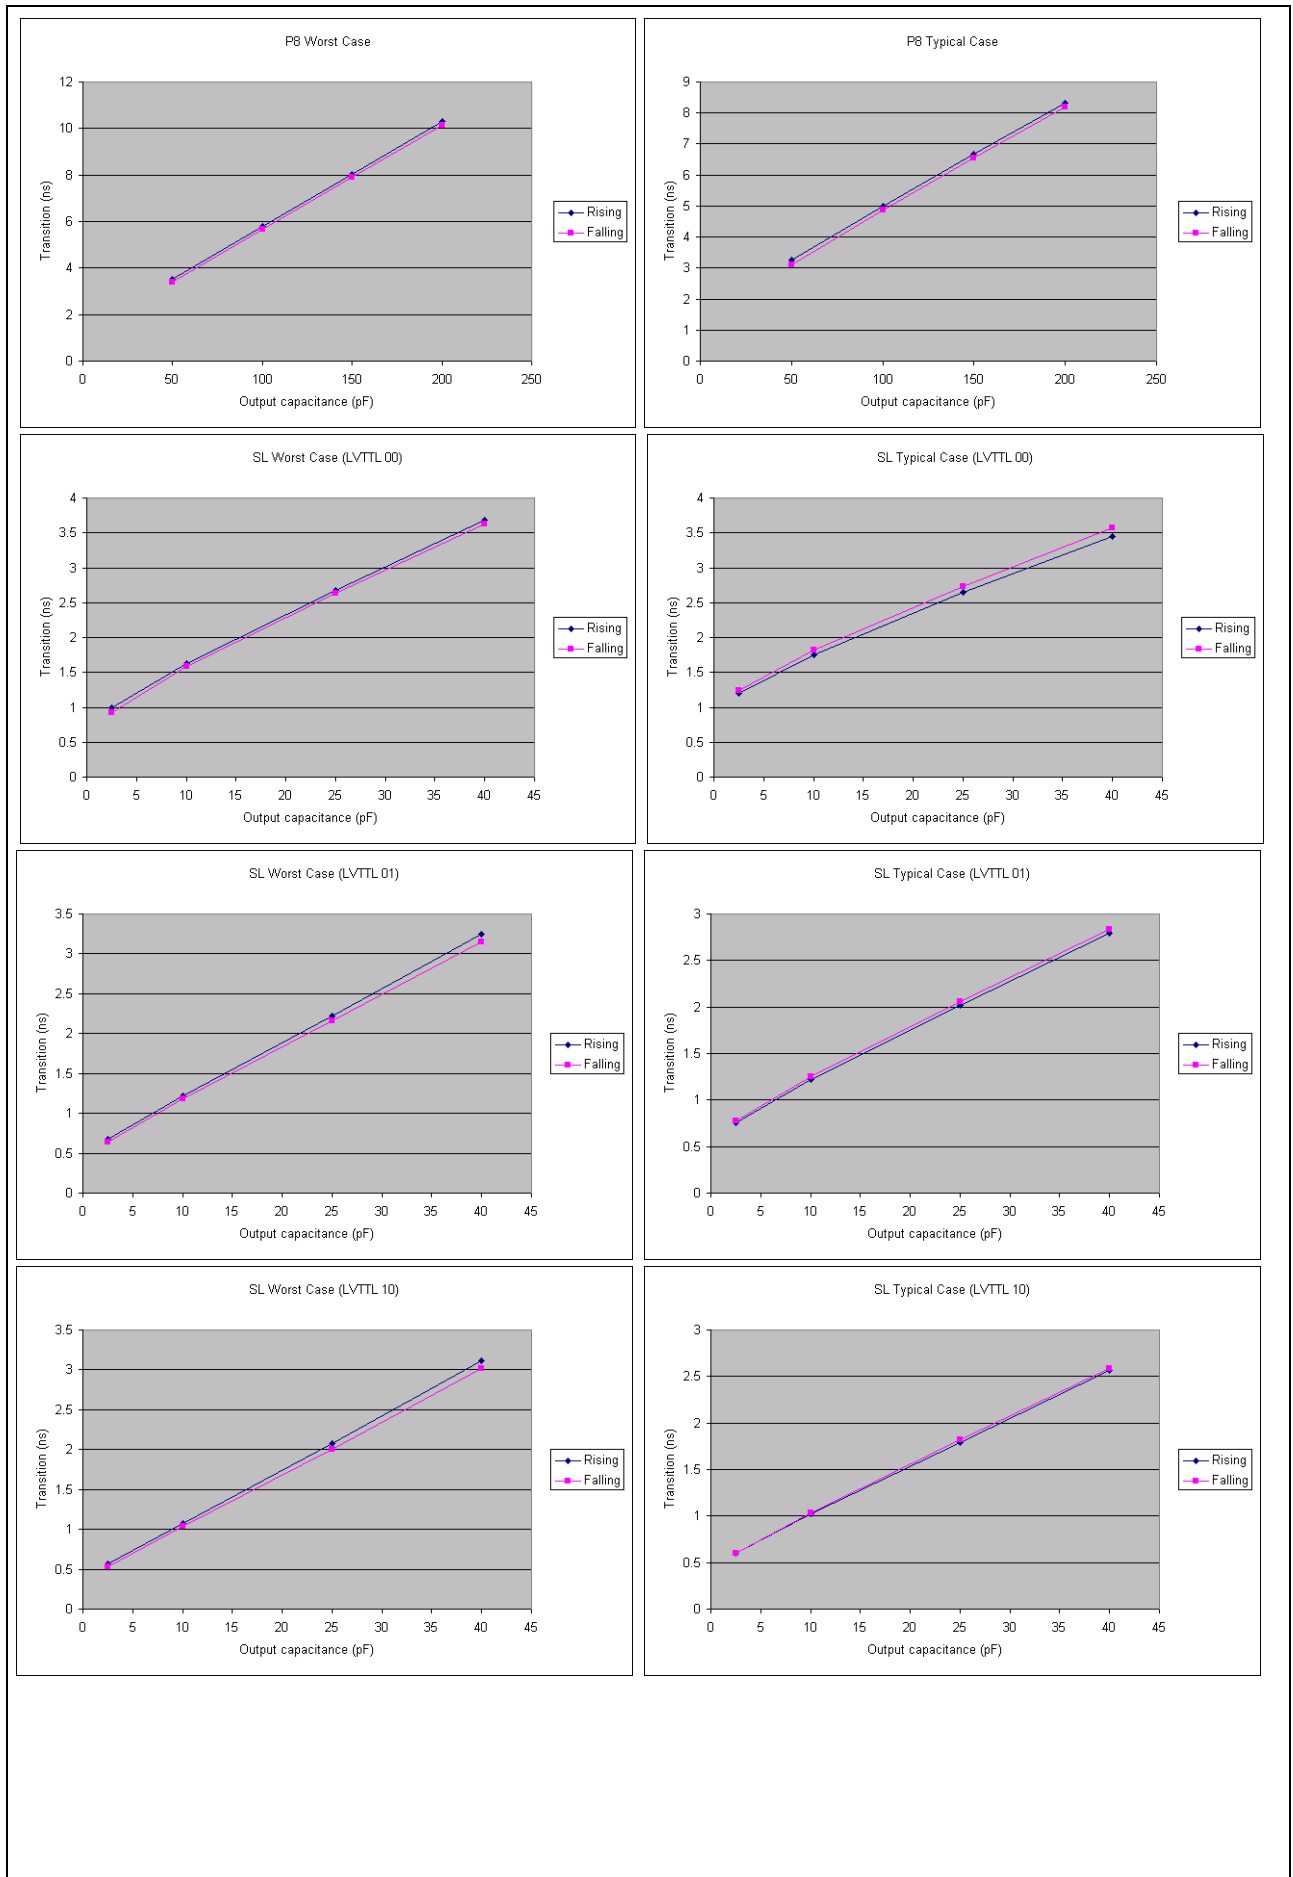 P8 Worst Case
12
10
8
6
4
2
0
0 50 100 150 200 250
Transition (ns)
Output capacitance (pF)
Rising
Falling
P8 Typical Case
9
8
7
6
5
4
3
2
1
0
0 50 100 150 200 250
Transition (ns)
Output capacitance (pF)
Rising
Falling
SL Worst Case (LVTTL 00)
4
3.5
3
2.5
2
1.5
1
0.5
0
0 5 10 15 20 25 30 35 40 45
Transition (ns)
Output capacitance (pF)
Rising
Falling
SL Typical Case (LVTTL 00)
4
3.5
3
2.5
2
1.5
1
0.5
0
0 5 10 15 20 25 30 35 40 45
Transition (ns)
Output capacitance (pF)
Rising
Falling
SL Worst Case (LVTTL 01)
3.5
3
2.5
2
1.5
1
0.5
0
0 5 10 15 20 25 30 35 40 45
Transition (ns)
Output capacitance (pF)
Rising
Falling
SL Typical Case (LVTTL 01)
3
2.5
2
1.5
1
0.5
0
0 5 10 15 20 25 30 35 40 45
Transition (ns)
Output capacitance (pF)
Rising
Falling
SL Worst Case (LVTTL 10)
3.5
3
2.5
2
1.5
1
0.5
0
0 5 10 15 20 25 30 35 40 45
Transition (ns)
Output capacitance (pF)
Rising
Falling
SL Typical Case (LVTTL 10)
3
2.5
2
1.5
1
0.5
0
0 5 10 15 20 25 30 35 40 45
Transition (ns)
Output capacitance (pF)
Rising
Falling